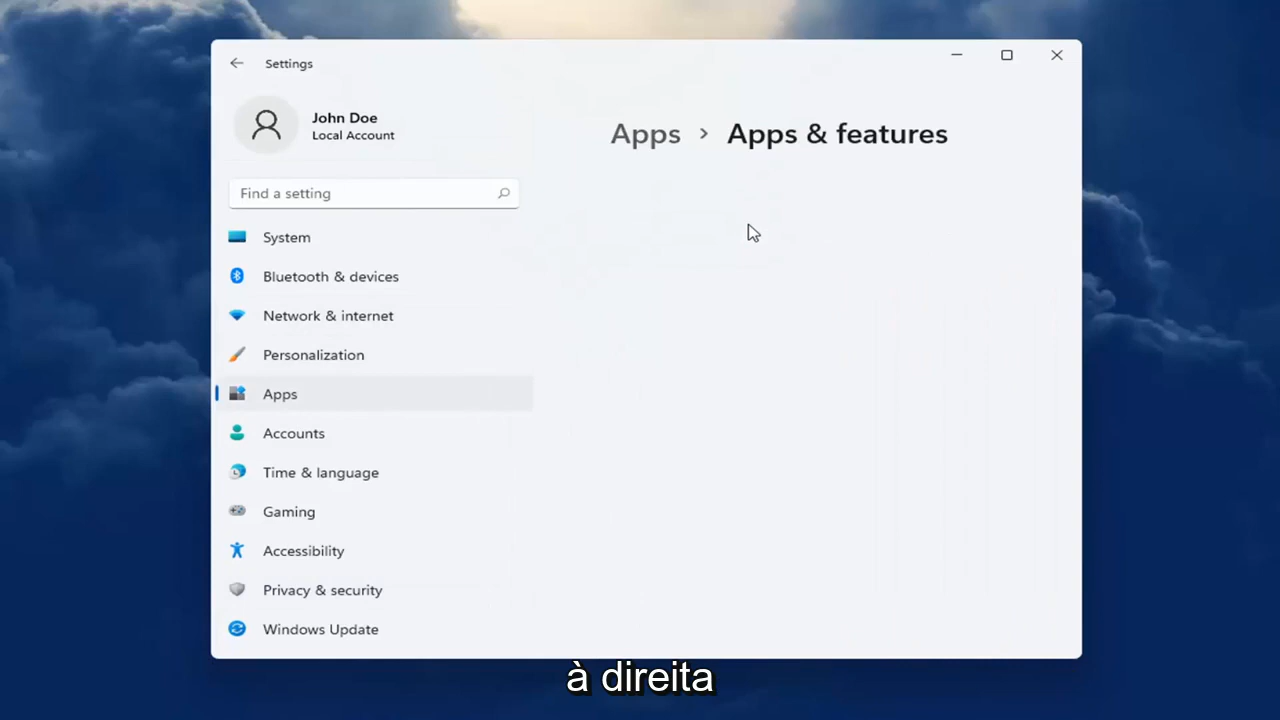 Settings
John Doe
Local Account
Apps > Apps & features
Find a setting
System
Bluetooth & devices
Network & internet
Personalization
Apps
Accounts
Time & language
Gaming
Accessibility
Privacy & security
Windows Update
à direita